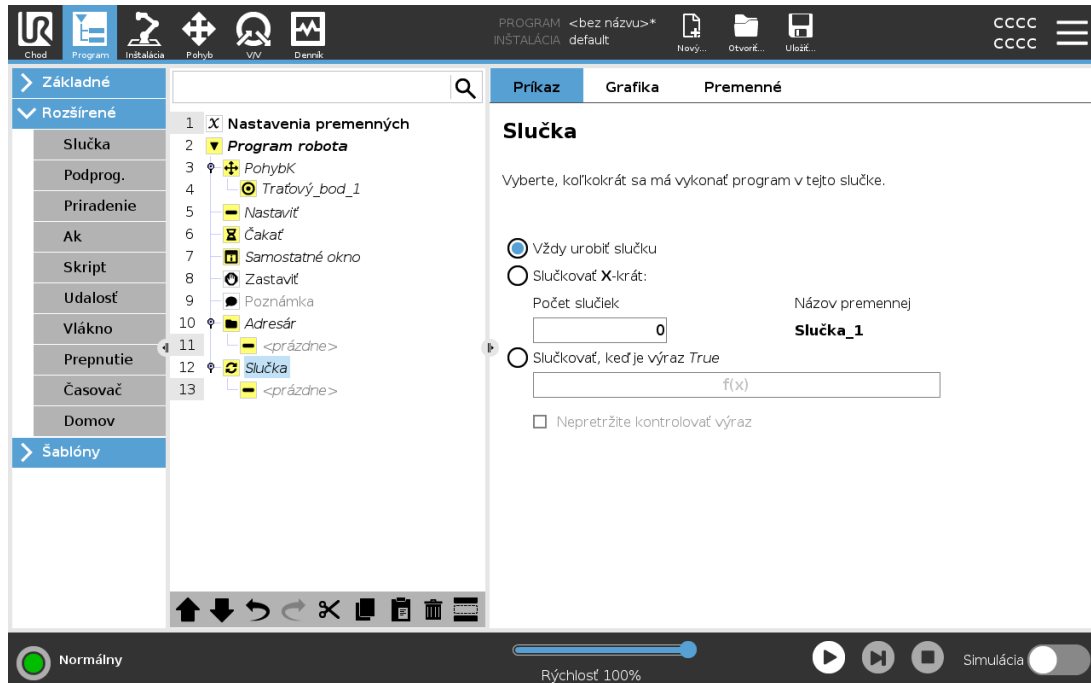 UR
Chod
Program
Inštalácia
Pohyb
V/V
Dennik
PROGRAM <bez názvu>*
INŠTALÁCIA default
Nový...
Otvoriť...
Uložiť...
CCCC
CCCC
Základné
Rozšírené
Slučka
Podprog.
Priradenie
Ak
Skript
Udalosť
Vlákno
Prepnutie
Časovač
Domov
Šablóny
1 X Nastavenia premenných
2 Program robota
3 PohybK
4 Traťový_bod_1
5 Nastaviť
6 Čakať
7 Samostatné okno
8 Zastaviť
9 Poznámka
10 Adresár
11 <prázdne>
12 Slučka
13 <prázdne>
Príkaz Grafika Premenné
Slučka
Vyberte, koľkokrát sa má vykonať program v tejto slučke.
Vždy urobiť slučku
Slučkovať X-krát:
Počet slučiek Názov premennej
0 Slučka_1
Slučkovať, keď je výraz True
f(x)
Nepretržite kontrolovať výraz
Normálny
Rýchlosť 100%
Simulácia